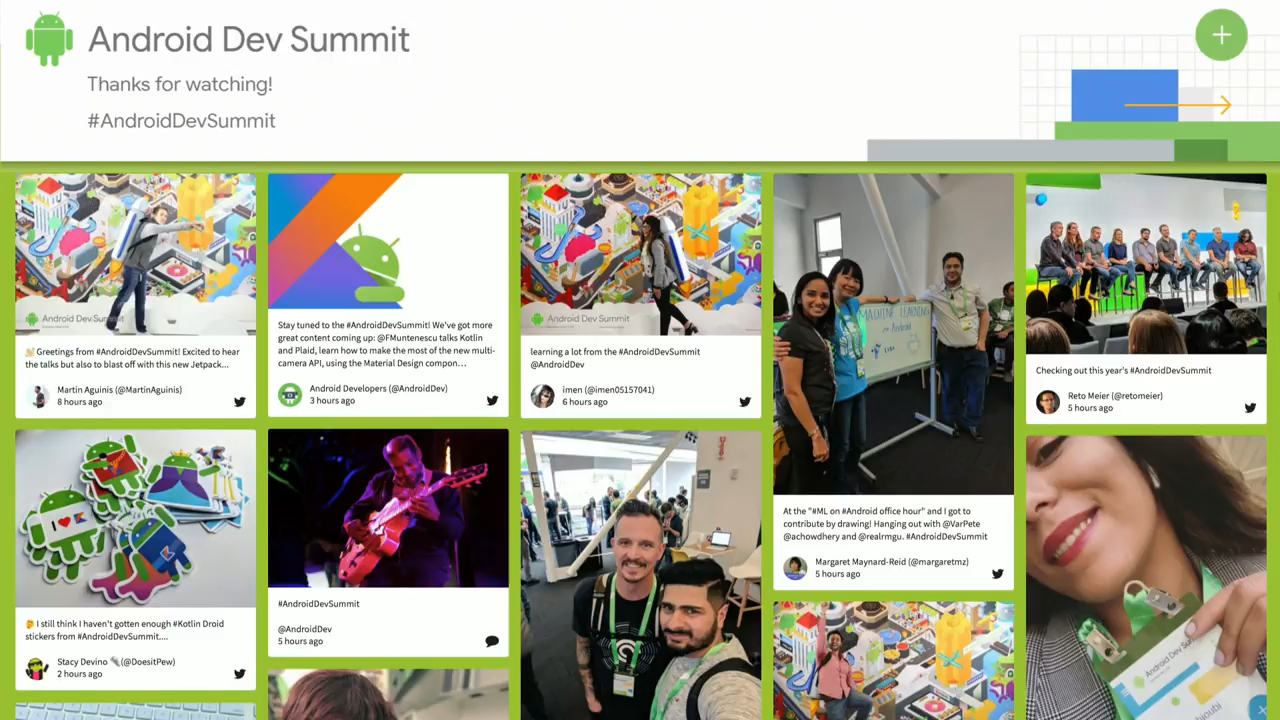 Android Dev Summit
Thanks for watching!
#AndroidDevSummit
Android Dev Summit
Greetings from #AndroidDevSummit! Excited to hear
the talks but also to blast off with this new Jetpack...
Martin Aguinis (@MartinAguinis)
8 hours ago
I still think I haven't gotten enough #Kotlin Droid
stickers from #AndroidDevSummit....
Stacy Devino (@DoesitPew)
2 hours ago
Stay tuned to the #AndroidDevSummit! We've got more
great content coming up: @FMuntenescu talks Kotlin
and Plaid, learn how to make the most of the new multi-
camera API, using the Material Design compon...
Android Developers (@AndroidDev)
3 hours ago
#AndroidDevSummit
@AndroidDev
5 hours ago
Android Dev Summit
learning a lot from the #AndroidDevSummit
@AndroidDev
imen (@imen05157041)
6 hours ago
MACHINE LEARNING
on Android
At the "#ML on #Android office hour" and I got to
contribute by drawing! Hanging out with @VarPete
@achowdhery and @realmgu. #AndroidDevSummit
Margaret Maynard-Reid (@margaretmz)
5 hours ago
Checking out this year's #AndroidDevSummit
Reto Meier (@retomeier)
5 hours ago
Android Dev